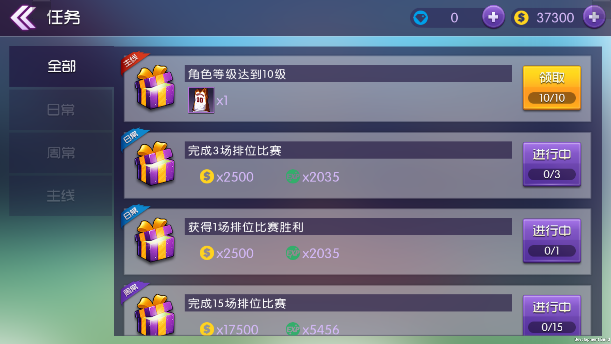 任务
0
37300
全部
日常
周常
主线
主线
角色等级达到10级
10
x1
领取
10/10
日常
完成3场排位比赛
x2500
x2035
进行中
0/3
日常
获得1场排位比赛胜利
x2500
x2035
进行中
0/1
周常
完成15场排位比赛
x17500
x5456
进行中
0/15